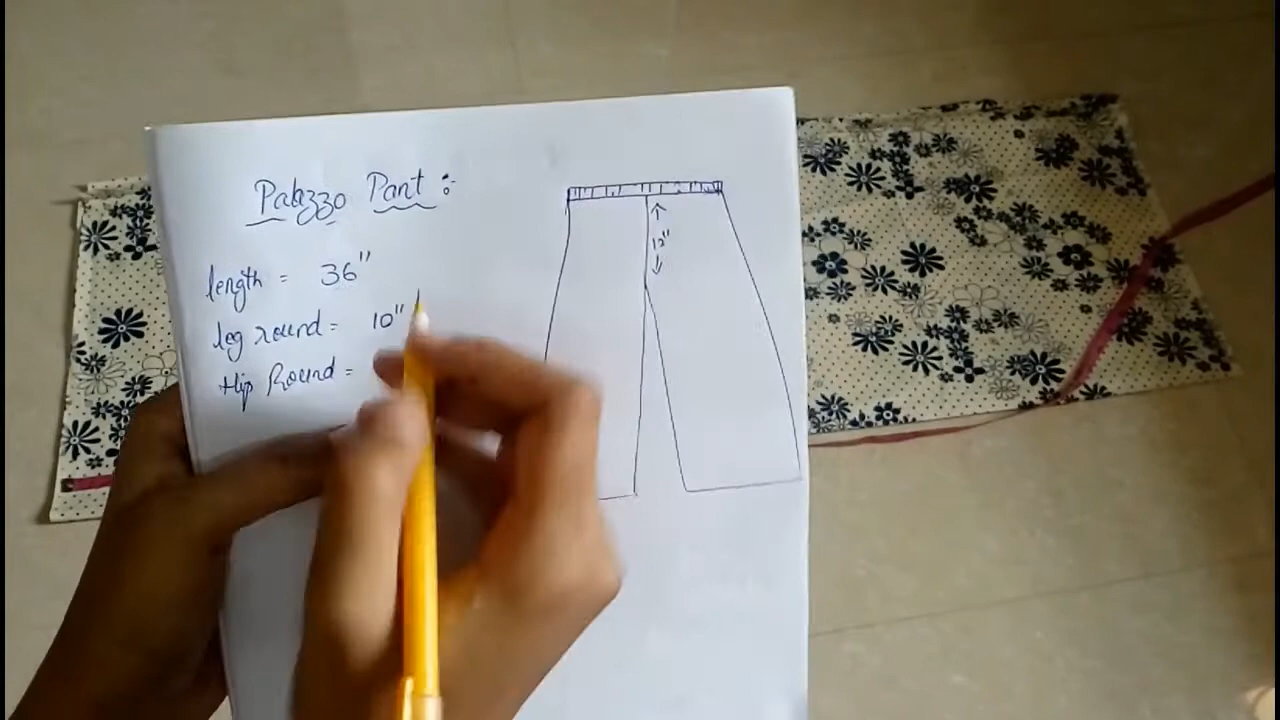 Palazzo Pant :-
length = 36"
leg round = 10"
Hip Round =
12"